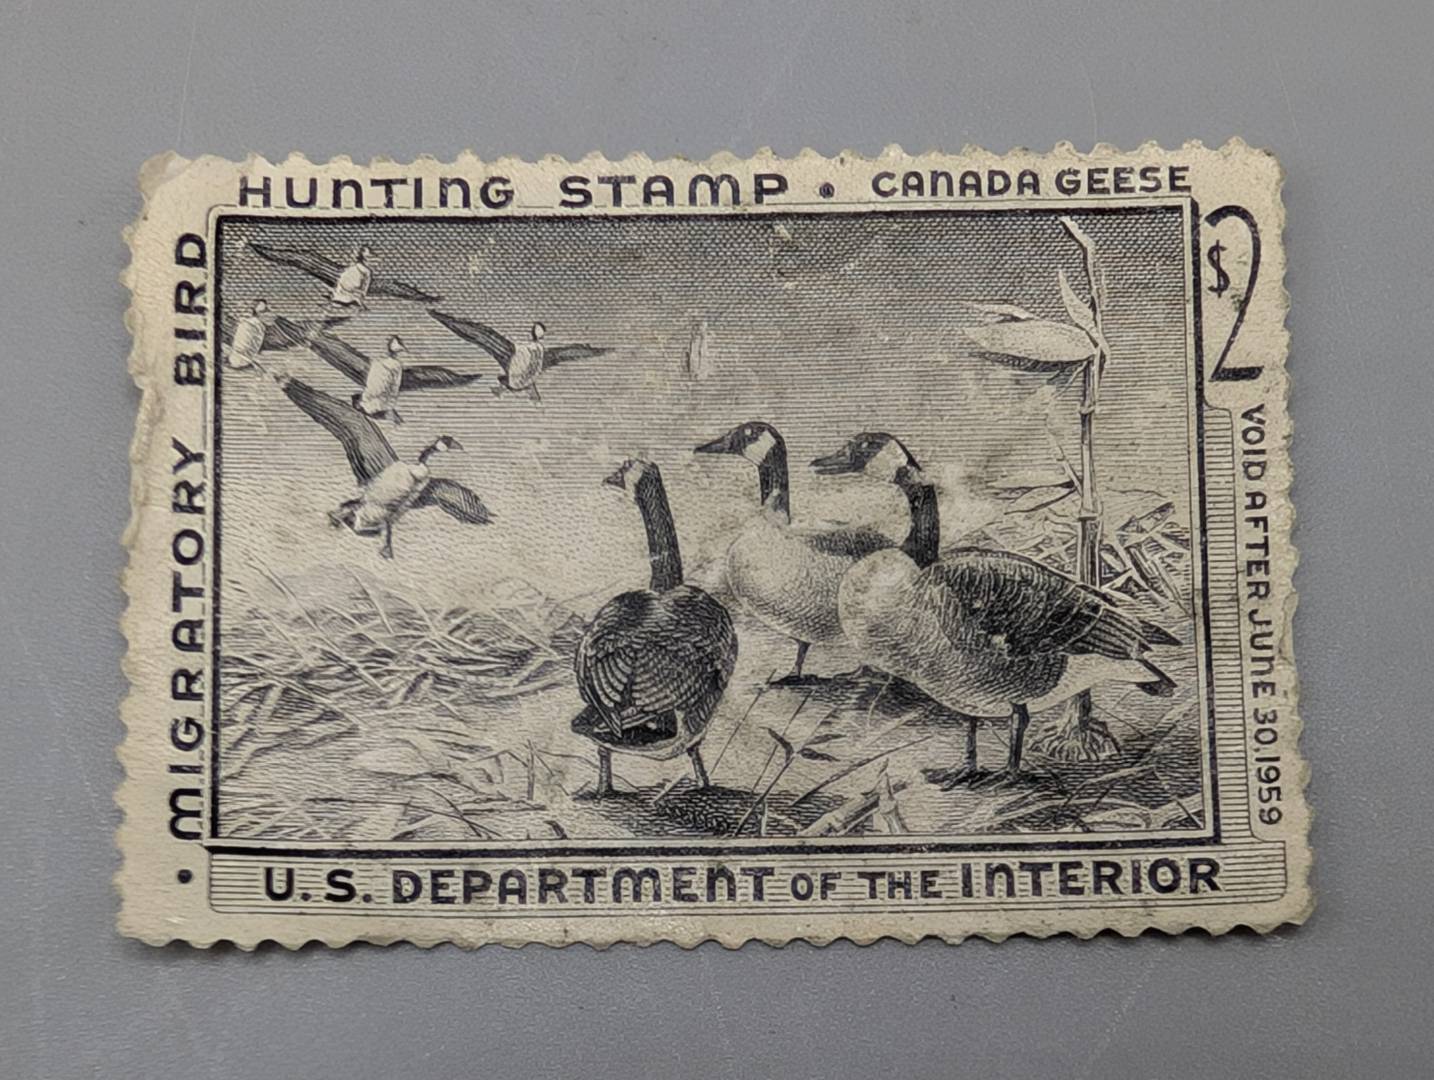 • MIGRATORY BIRD
HUNTING STAMP • CANADA GEESE
$2
VOID AFTER JUNE 30, 1959
U.S. DEPARTMENT OF THE INTERIOR